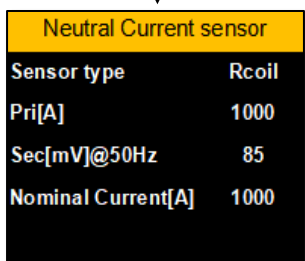 Neutral Current sensor
Sensor type Rcoil
Pri[A] 1000
Sec[mV]@50Hz 85
Nominal Current[A] 1000